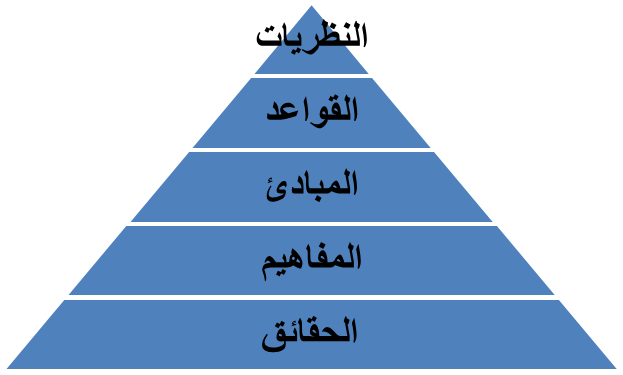 النظريات
القواعد
المبادئ
المفاهيم
الحقائق